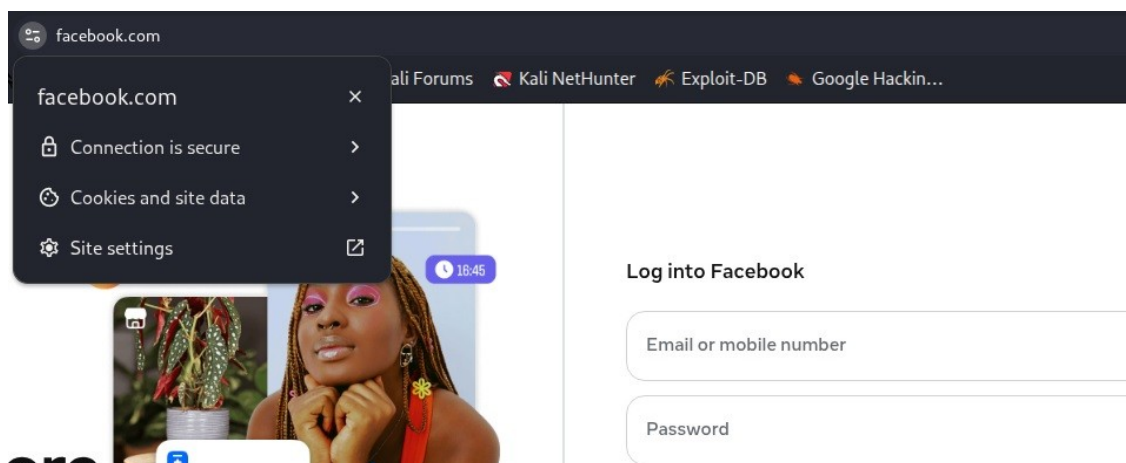 facebook.com
ali Forums Kali NetHunter Exploit-DB Google Hackin...
facebook.com
Connection is secure
Cookies and site data
Site settings
16:45
Log into Facebook
Email or mobile number
Password